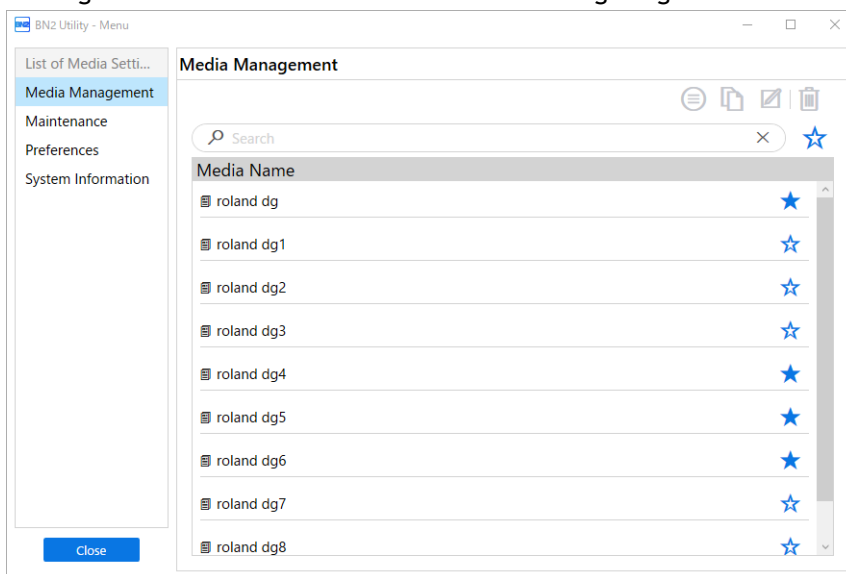 BN2 Utility - Menu
List of Media Setti...
Media Management
Maintenance
Preferences
System Information
Close
Media Management
Search
Media Name
roland dg
roland dg1
roland dg2
roland dg3
roland dg4
roland dg5
roland dg6
roland dg7
roland dg8